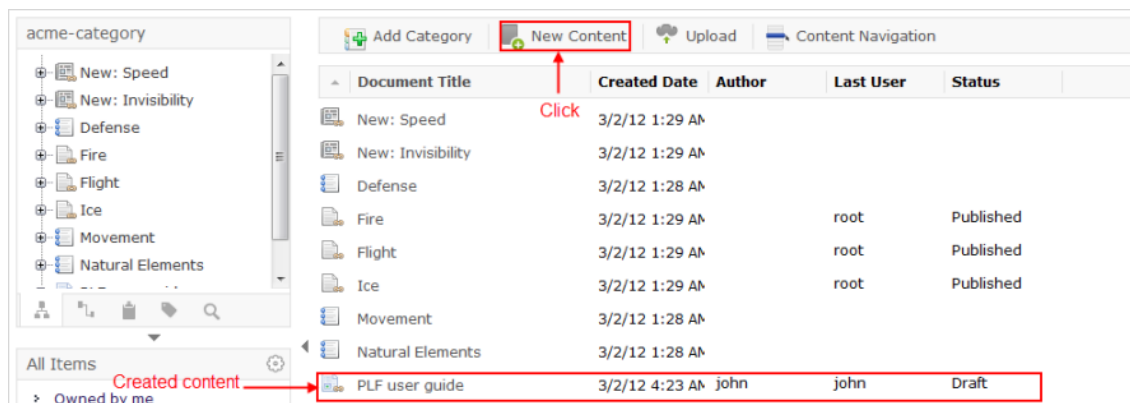 acme-category
New: Speed
New: Invisibility
Defense
Fire
Flight
Ice
Movement
Natural Elements
All Items
Created content
Owned by me
Add Category New Content Upload Content Navigation
Click
Document Title Created Date Author Last User Status
New: Speed 3/2/12 1:29 AM
New: Invisibility 3/2/12 1:29 AM
Defense 3/2/12 1:28 AM
Fire 3/2/12 1:29 AM root Published
Flight 3/2/12 1:29 AM root Published
Ice 3/2/12 1:29 AM root Published
Movement 3/2/12 1:28 AM
Natural Elements 3/2/12 1:28 AM
PLF user guide 3/2/12 4:23 AM john john Draft